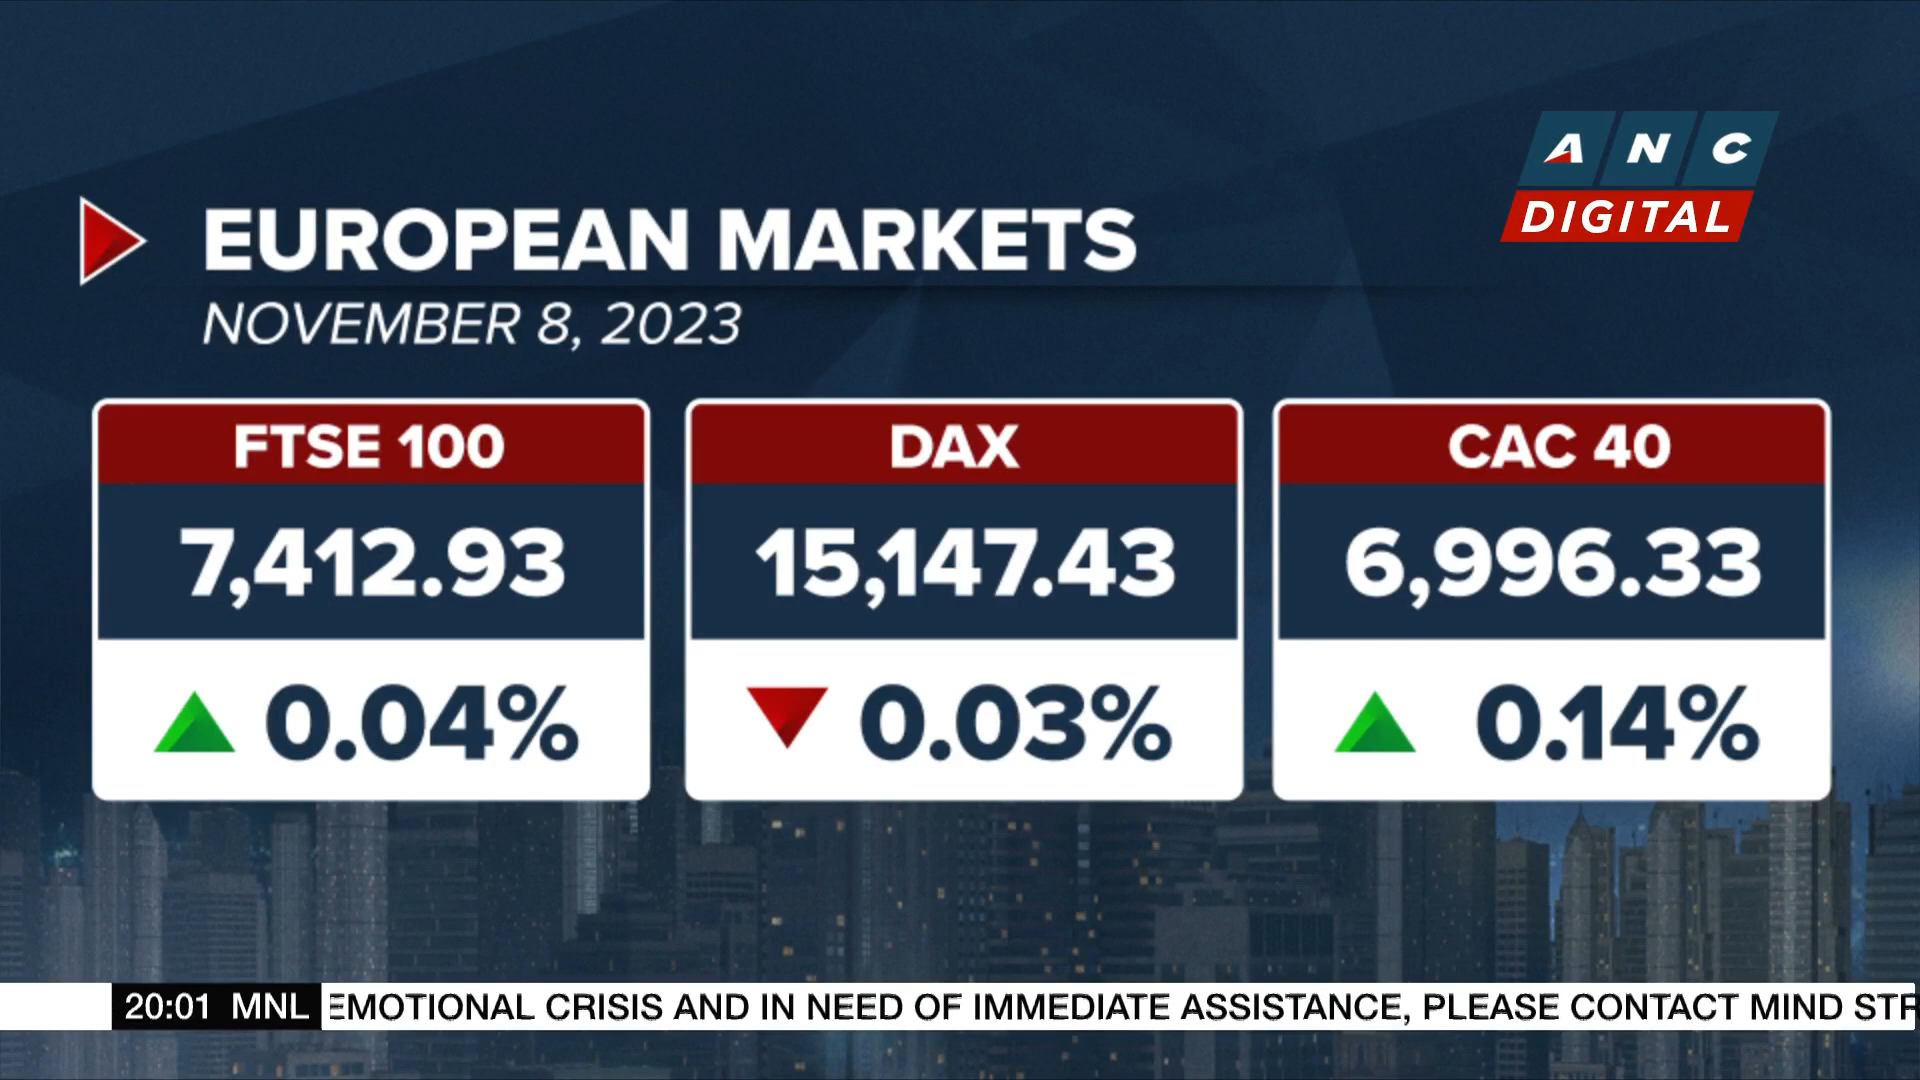 ANC
DIGITAL
EUROPEAN MARKETS
NOVEMBER 8, 2023
FTSE 100
7,412.93
0.04%
DAX
15,147.43
0.03%
CAC 40
6,996.33
0.14%
20:01 MNL EMOTIONAL CRISIS AND IN NEED OF IMMEDIATE ASSISTANCE, PLEASE CONTACT MIND